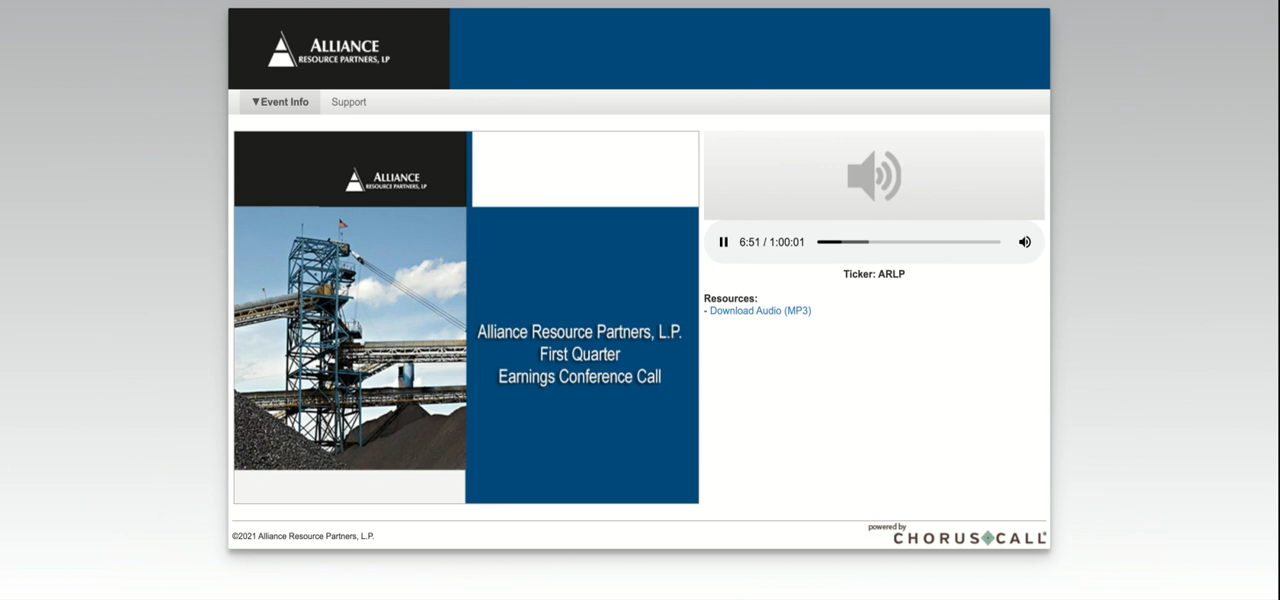 ALLIANCE
RESOURCE PARTNERS, LP
▼Event Info
Support
ALLIANCE
RESOURCE PARTNERS, LP
Alliance Resource Partners, L.P.
First Quarter
Earnings Conference Call
6:51 / 1:00:01
Ticker: ARLP
Resources:
- Download Audio (MP3)
©2021 Alliance Resource Partners, L.P.
powered by
CHORUS CALL®